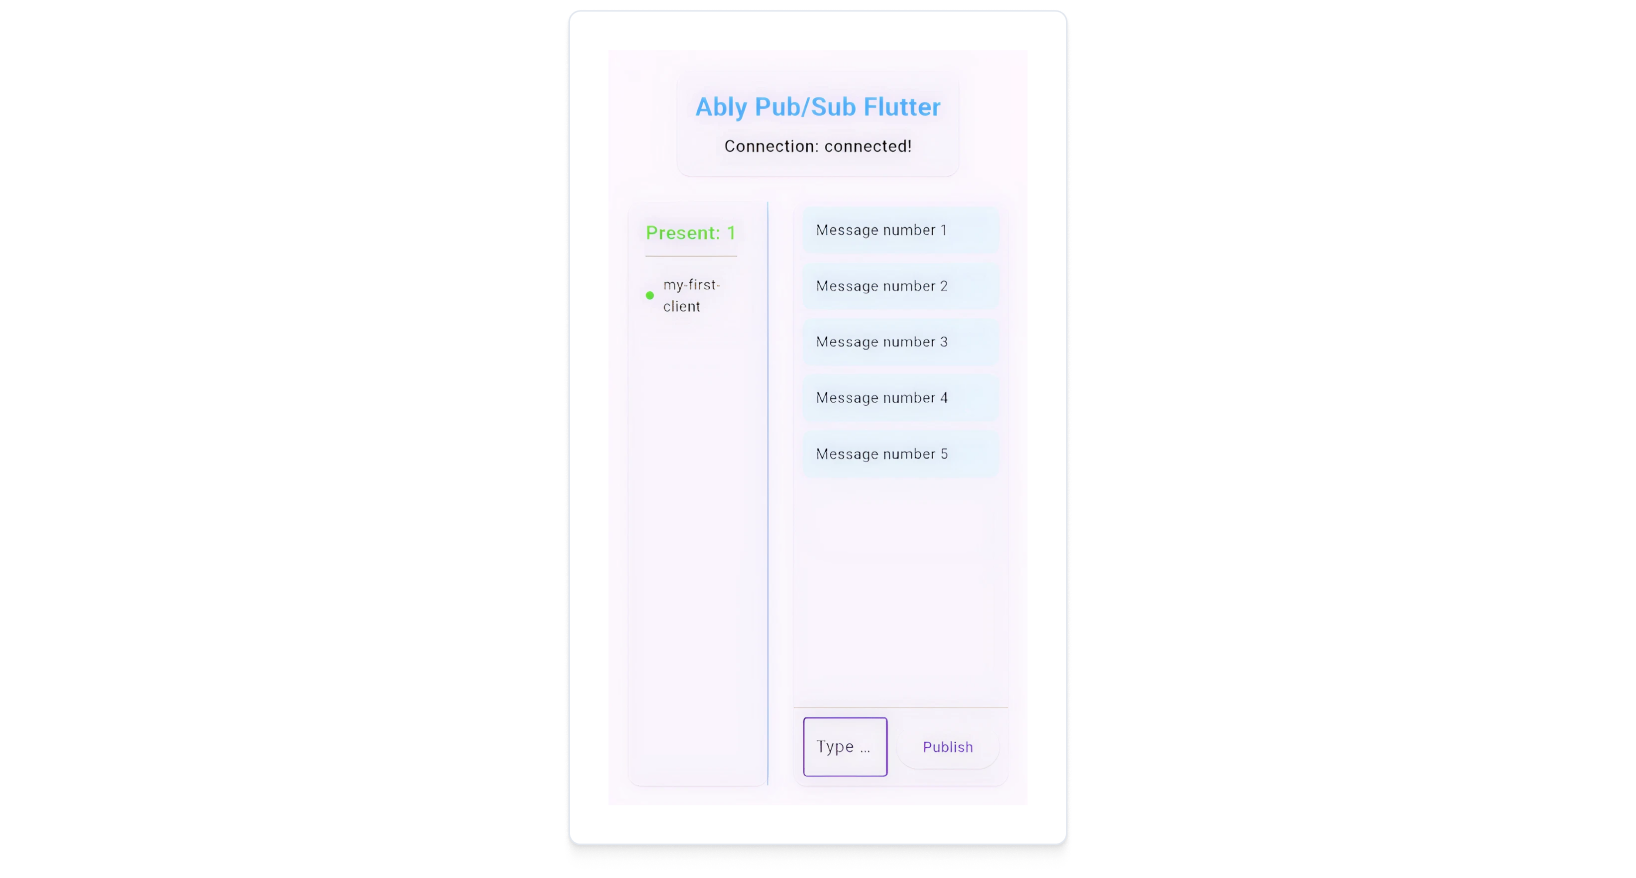 Ably Pub/Sub Flutter
Connection: connected!
Present: 1
my-first-
client
Message number 1
Message number 2
Message number 3
Message number 4
Message number 5
Type ...
Publish